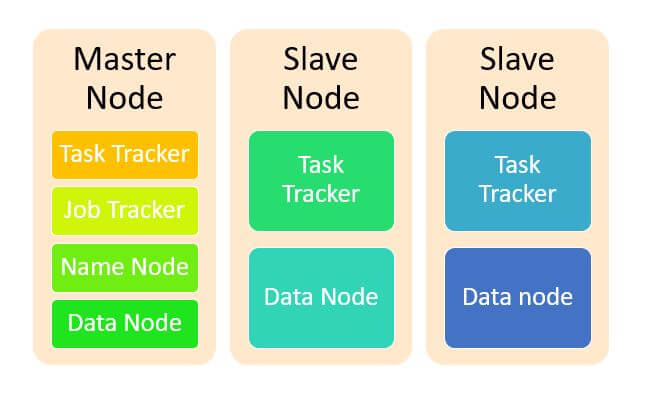 Master
Node
Task Tracker
Job Tracker
Name Node
Data Node
Slave
Node
Task
Tracker
Data Node
Slave
Node
Task
Tracker
Data node